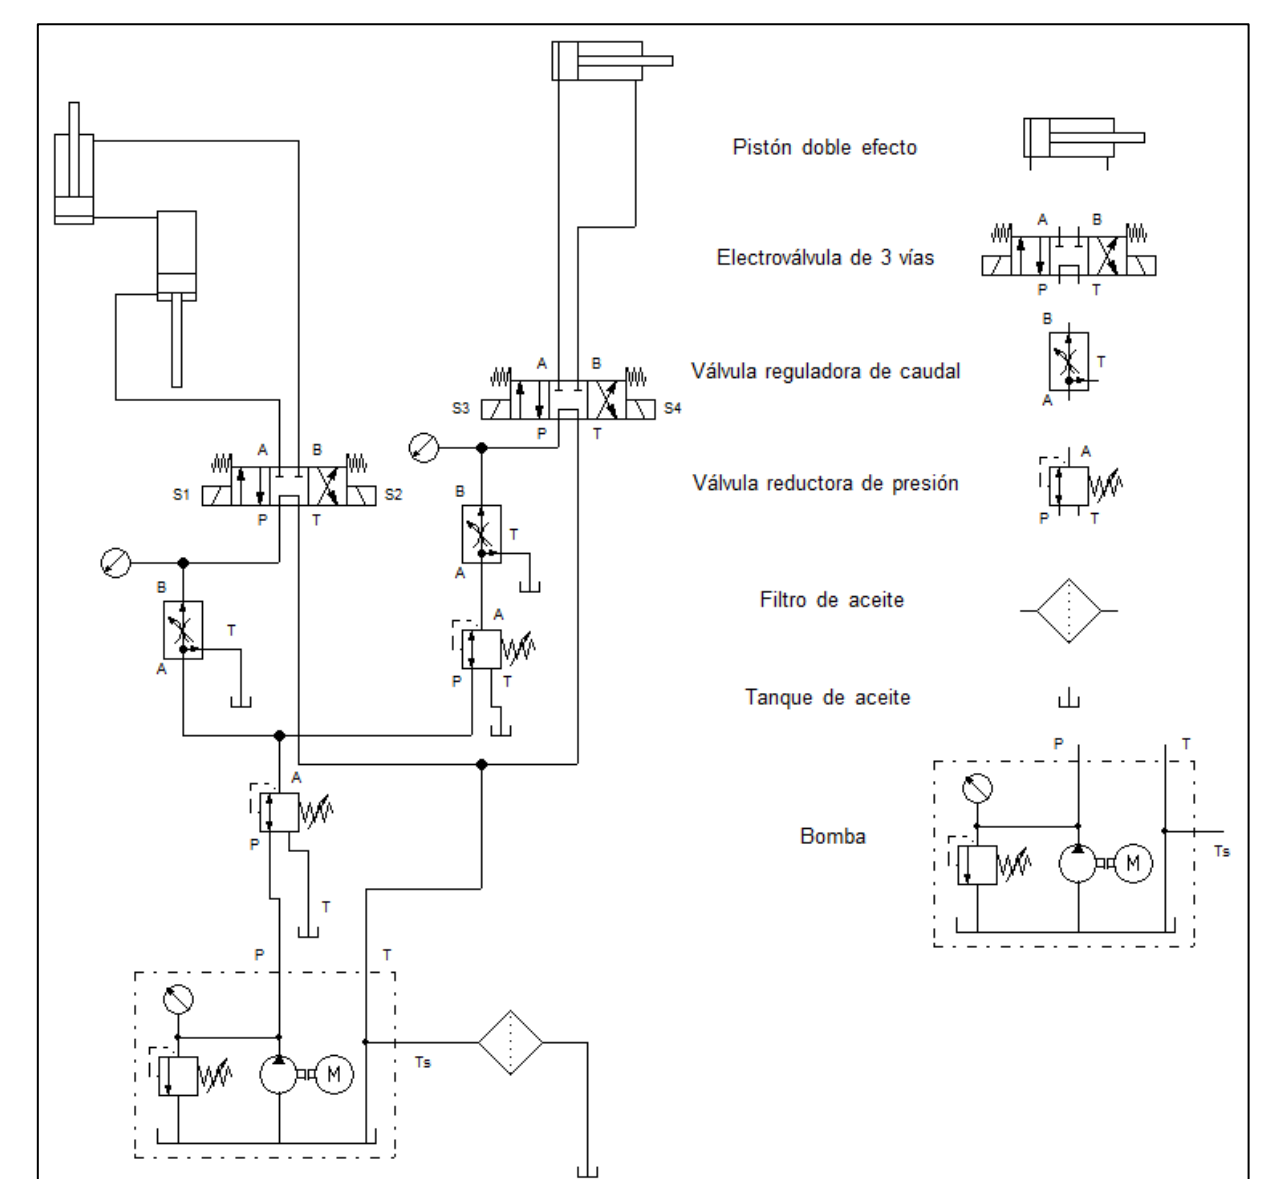 Pistón doble efecto
A B
Electroválvula de 3 vías
P T
B
Válvula reguladora de caudal
T
A
A B
S3 S4
P T
A B
S1 S2
P T
A
Válvula reductora de presión
P T
B
T
A
B
T
A
Filtro de aceite
A
P T
Tanque de aceite
P T
A
P
T
Bomba
M
Ts
P T
M
Ts